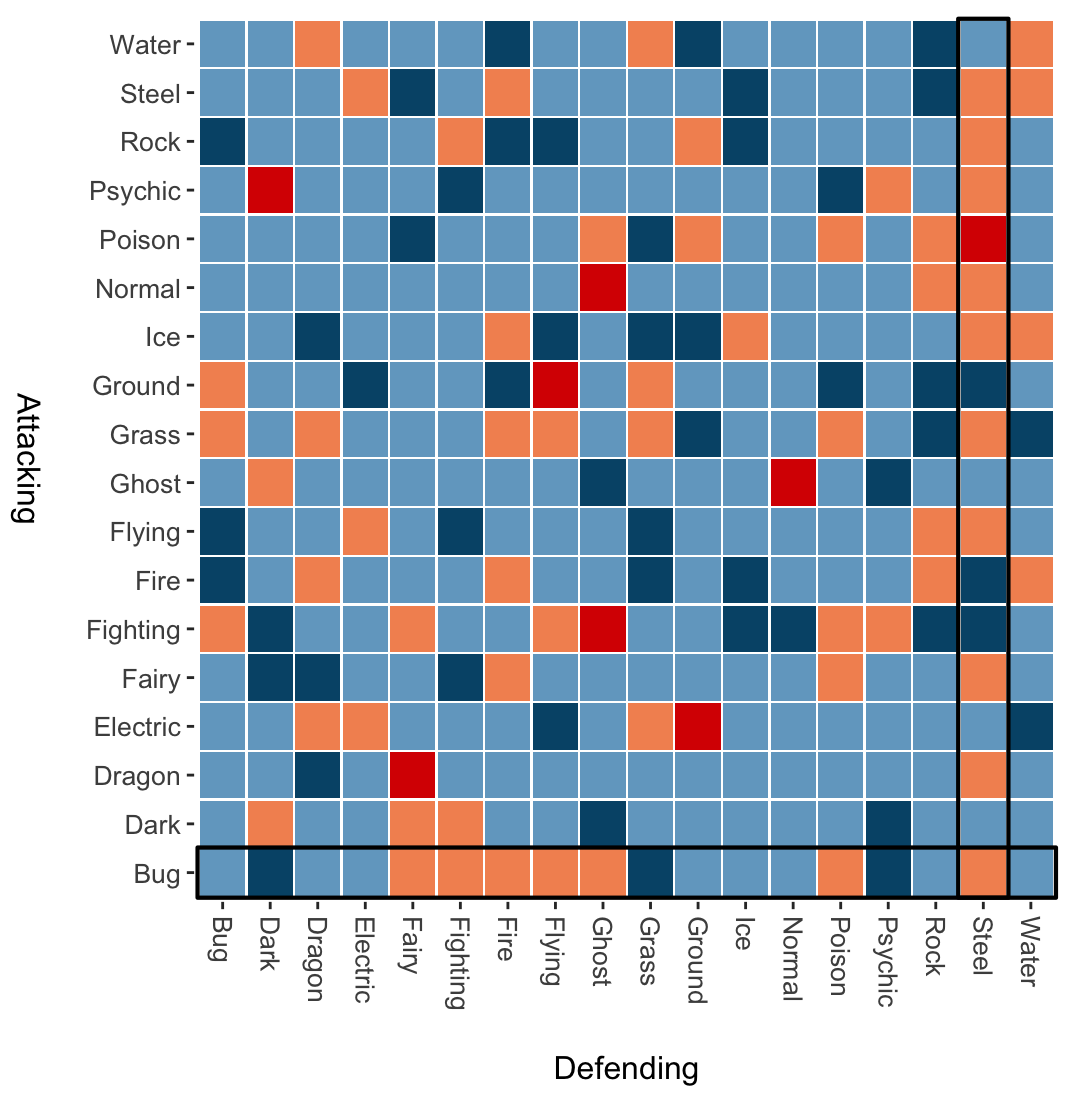 Water
Steel
Rock
Psychic
Poison
Normal
Ice
Ground
Grass
Ghost
Flying
Fire
Fighting
Fairy
Electric
Dragon
Dark
Bug
Attacking
Bug
Dark
Dragon
Electric
Fairy
Fighting
Fire
Flying
Ghost
Grass
Ground
Ice
Normal
Poison
Psychic
Rock
Steel
Water
Defending